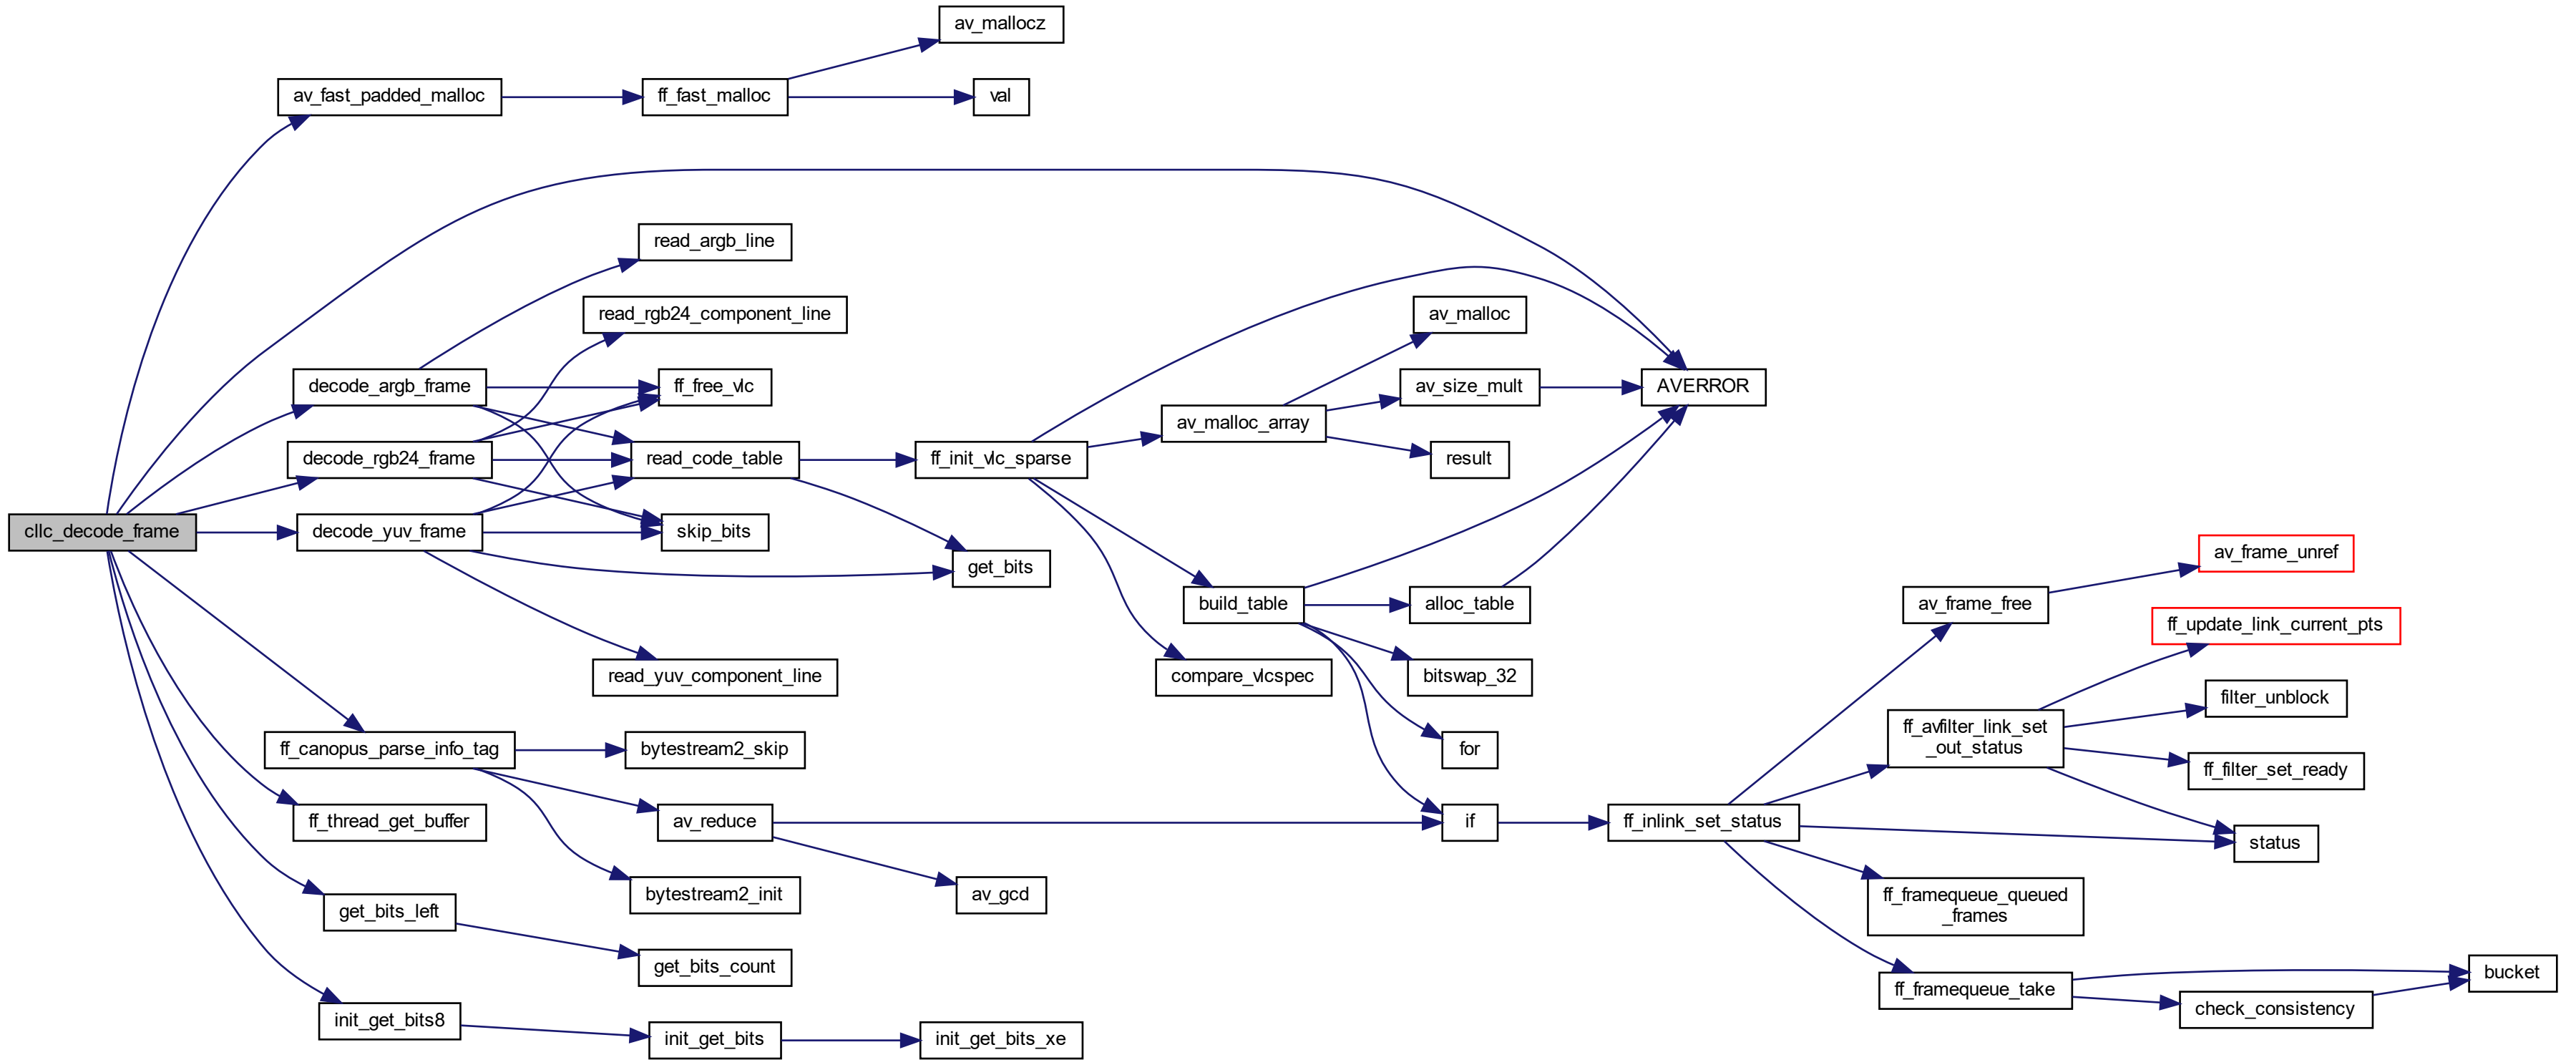 av_mallocz
av_fast_padded_malloc
ff_fast_malloc
val
read_argb_line
read_rgb24_component_line
av_malloc
decode_argb_frame
ff_free_vlc
av_size_mult
AVERROR
av_malloc_array
decode_rgb24_frame
read_code_table
ff_init_vlc_sparse
result
cllc_decode_frame
decode_yuv_frame
skip_bits
get_bits
av_frame_unref
build_table
alloc_table
av_frame_free
ff_update_link_current_pts
read_yuv_component_line
compare_vlcspec
bitswap_32
filter_unblock
ff_avfilter_link_set
_out_status
ff_canopus_parse_info_tag
bytestream2_skip
for
ff_filter_set_ready
ff_thread_get_buffer
av_reduce
if
ff_inlink_set_status
status
bytestream2_init
av_gcd
ff_framequeue_queued
_frames
get_bits_left
get_bits_count
bucket
ff_framequeue_take
check_consistency
init_get_bits8
init_get_bits
init_get_bits_xe